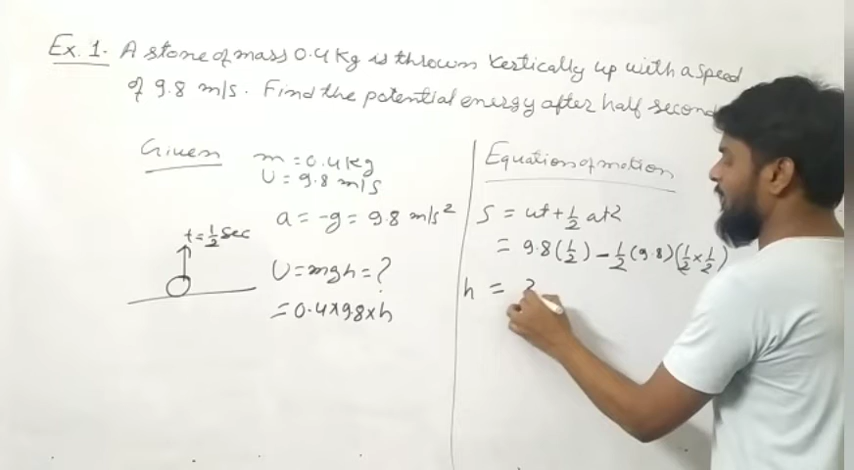 Ex. 1. A stone of mass 0.4 Kg is thrown vertically up with a speed
of 9.8 m/s. Find the potential energy after half second
Given
m = 0.4 kg
U = 9.8 m/s
a = -g = 9.8 m/s²
t = 1/2 sec
U = mgh = ?
= 0.4 x 9.8 x h
Equation of motion
S = ut + 1/2 at²
= 9.8 (1/2) - 1/2 (9.8) (1/2 x 1/2)
h =